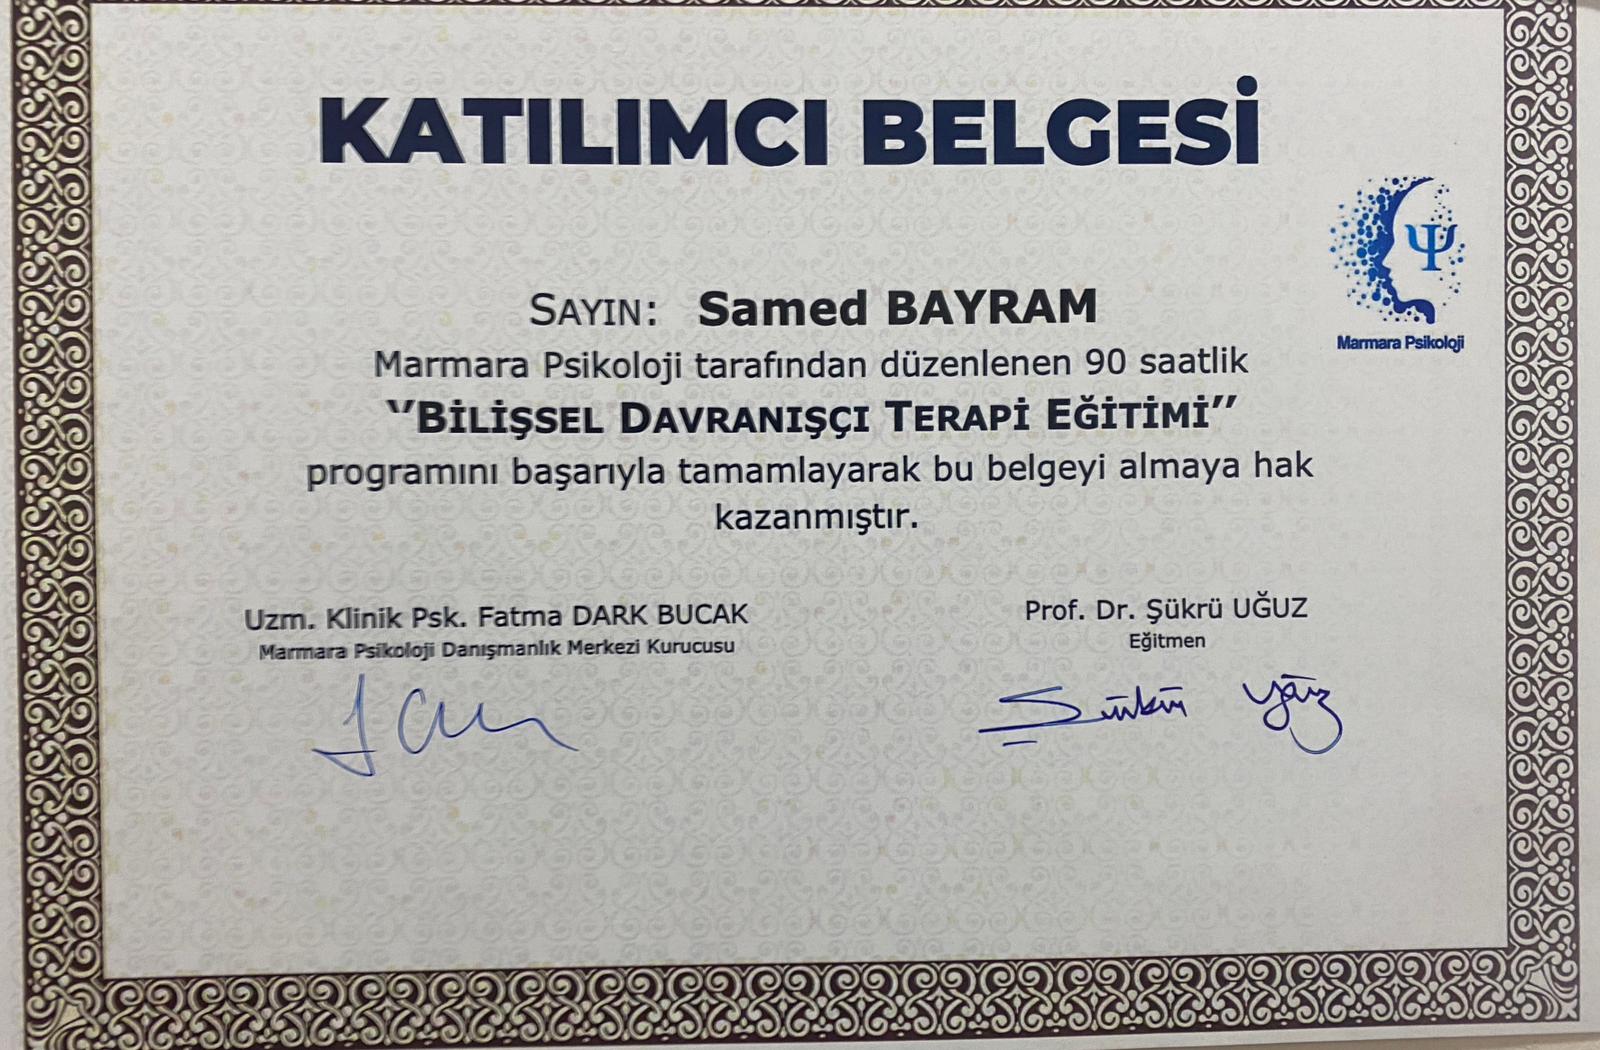 KATILIMCI BELGESİ
Marmara Psikoloji
SAYIN: Samed BAYRAM
Marmara Psikoloji tarafından düzenlenen 90 saatlik
‘’BİLİŞSEL DAVRANIŞÇI TERAPİ EĞİTİMİ’’
programını başarıyla tamamlayarak bu belgeyi almaya hak
kazanmıştır.
Uzm. Klinik Psk. Fatma DARK BUCAK
Marmara Psikoloji Danışmanlık Merkezi Kurucusu
Prof. Dr. Şükrü UĞUZ
Eğitmen